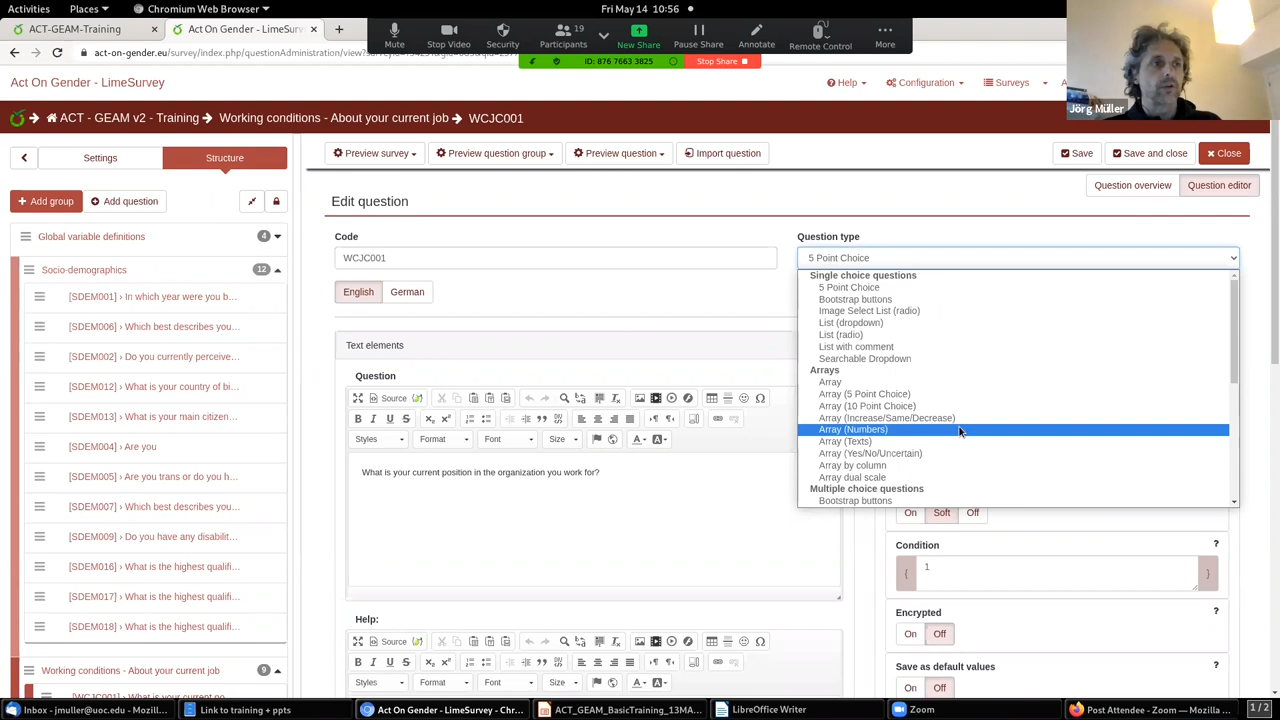 Activities Places Chromium Web Browser Fri May 14 10:56
ACT-GEAM-Training Act On Gender - LimeSurv
act-on-gender.eu/survey/index.php/questionAdministration/view
Mute Stop Video Security Participants 19 New Share Pause Share Annotate Remote Control More
ID: 876 7663 3825 Stop Share
Jörg Müller
Act On Gender - LimeSurvey Help Configuration Surveys
ACT - GEAM v2 - Training Working conditions - About your current job WCJC001
Settings Structure Preview survey Preview question group Preview question Import question Save Save and close Close
Question overview Question editor
Add group Add question Edit question
Global variable definitions 4
Socio-demographics 12
[SDEM001] › In which year were you b...
[SDEM006] › Which best describes you...
[SDEM002] › Do you currently perceive...
[SDEM012] › What is your country of bi...
[SDEM013] › What is your main citizen...
[SDEM004] › Are you
[SDEM005] › Are you trans or do you h...
[SDEM007] › Which best describes you...
[SDEM009] › Do you have any disabilit...
[SDEM016] › What is the highest qualifi...
[SDEM017] › What is the highest qualifi...
[SDEM018] › What is the highest qualifi...
Working conditions - About your current job 9
[WCJC001] › What is your current po...
Code
WCJC001
English German
Text elements
Question
Source
B I U S
Styles Format Font Size
What is your current position in the organization you work for?
Help:
Source
B I U S
Styles Format Font Size
Question type
5 Point Choice
Single choice questions
5 Point Choice
Bootstrap buttons
Image Select List (radio)
List (dropdown)
List (radio)
List with comment
Searchable Dropdown
Arrays
Array
Array (5 Point Choice)
Array (10 Point Choice)
Array (Increase/Same/Decrease)
Array (Numbers)
Array (Texts)
Array (Yes/No/Uncertain)
Array by column
Array dual scale
Multiple choice questions
Bootstrap buttons
On Soft Off
Condition ?
{ 1 }
Encrypted ?
On Off
Save as default values ?
On Off
Inbox - jmuller@uoc.edu - Mozill... Link to training + ppts Act On Gender - LimeSurvey - Chr... ACT_GEAM_BasicTraining_13MA... LibreOffice Writer Zoom Post Attendee - Zoom — Mozilla ... 1 / 2